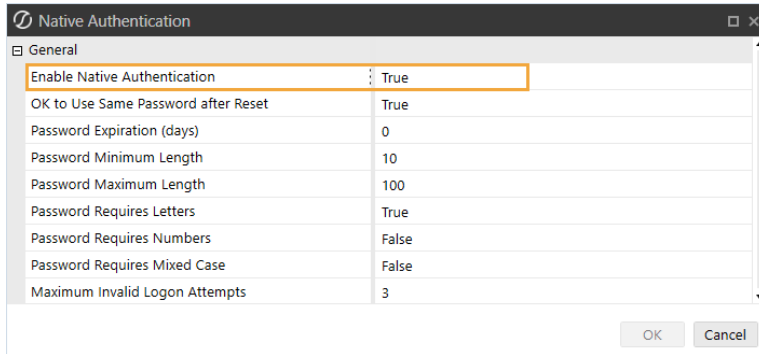 Native Authentication
General
Enable Native Authentication True
OK to Use Same Password after Reset True
Password Expiration (days) 0
Password Minimum Length 10
Password Maximum Length 100
Password Requires Letters True
Password Requires Numbers False
Password Requires Mixed Case False
Maximum Invalid Logon Attempts 3
OK Cancel